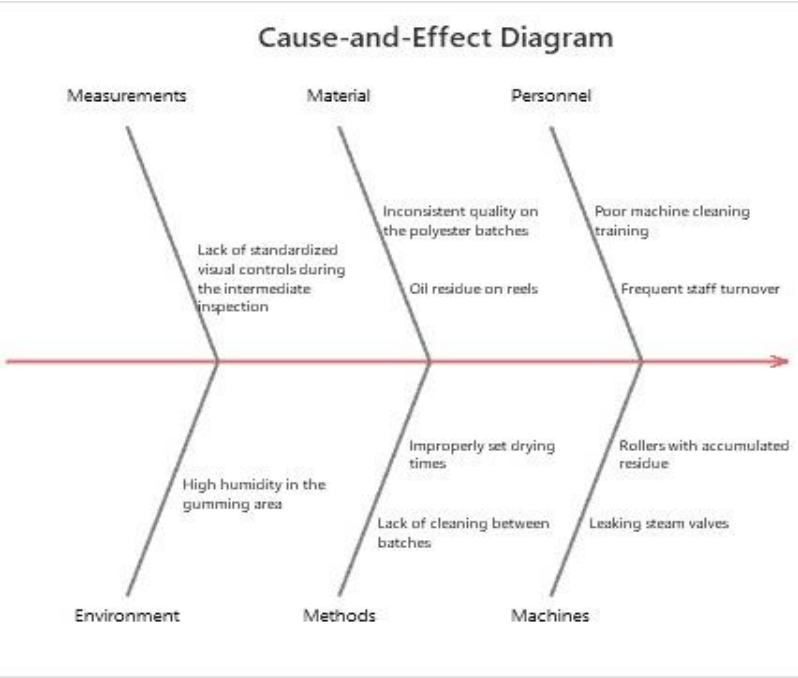 Cause-and-Effect Diagram
Measurements
Material
Personnel
Lack of standardized
visual controls during
the intermediate
inspection
Inconsistent quality on
the polyester batches
Oil residue on reels
Poor machine cleaning
training
Frequent staff turnover
High humidity in the
gumming area
Improperly set drying
times
Lack of cleaning between
batches
Rollers with accumulated
residue
Leaking steam valves
Environment
Methods
Machines